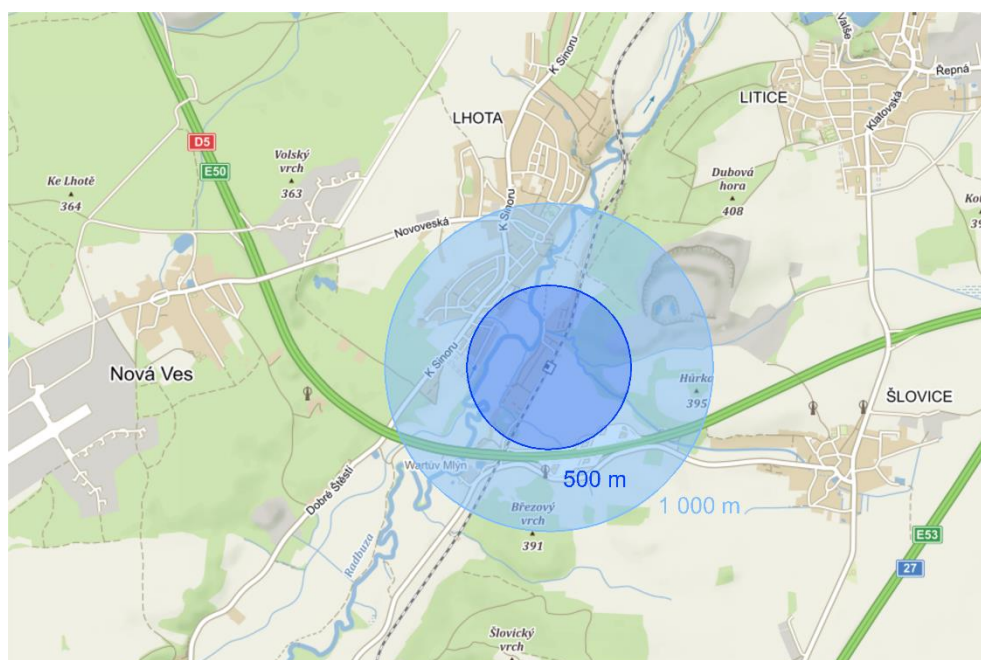 Valše
K Sinoru
Řepná
LHOTA
LITICE
Klatovská
D5
E50
Volský
vrch
363
Ke Lhotě
364
Dubová
hora
408
K Sinoru
Novoveská
Nová Ves
K Sinoru
Hůrka
395
ŠLOVICE
Wartův Mlýn
500 m
1 000 m
Dobré Štěstí
Březový
vrch
391
Radbuza
E53
27
Šlovický
vrch